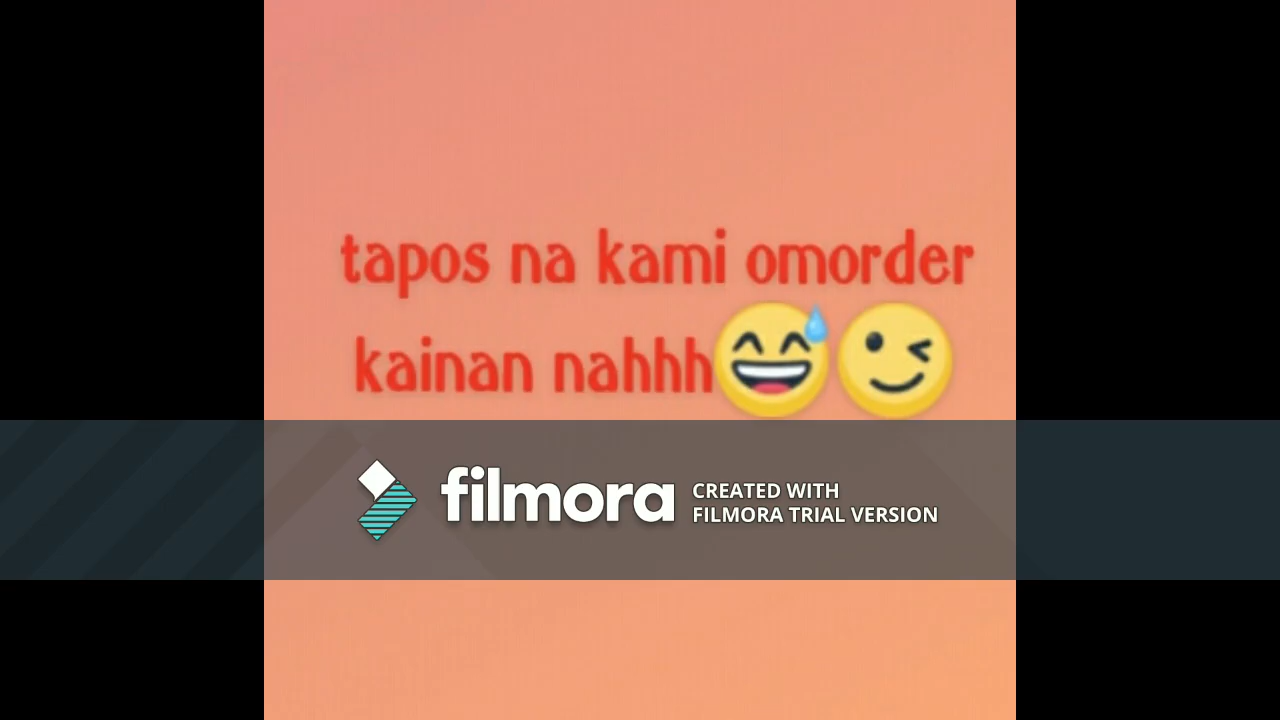 tapos na kami omorder
kainan nahhh😅😉
filmora
CREATED WITH
FILMORA TRIAL VERSION